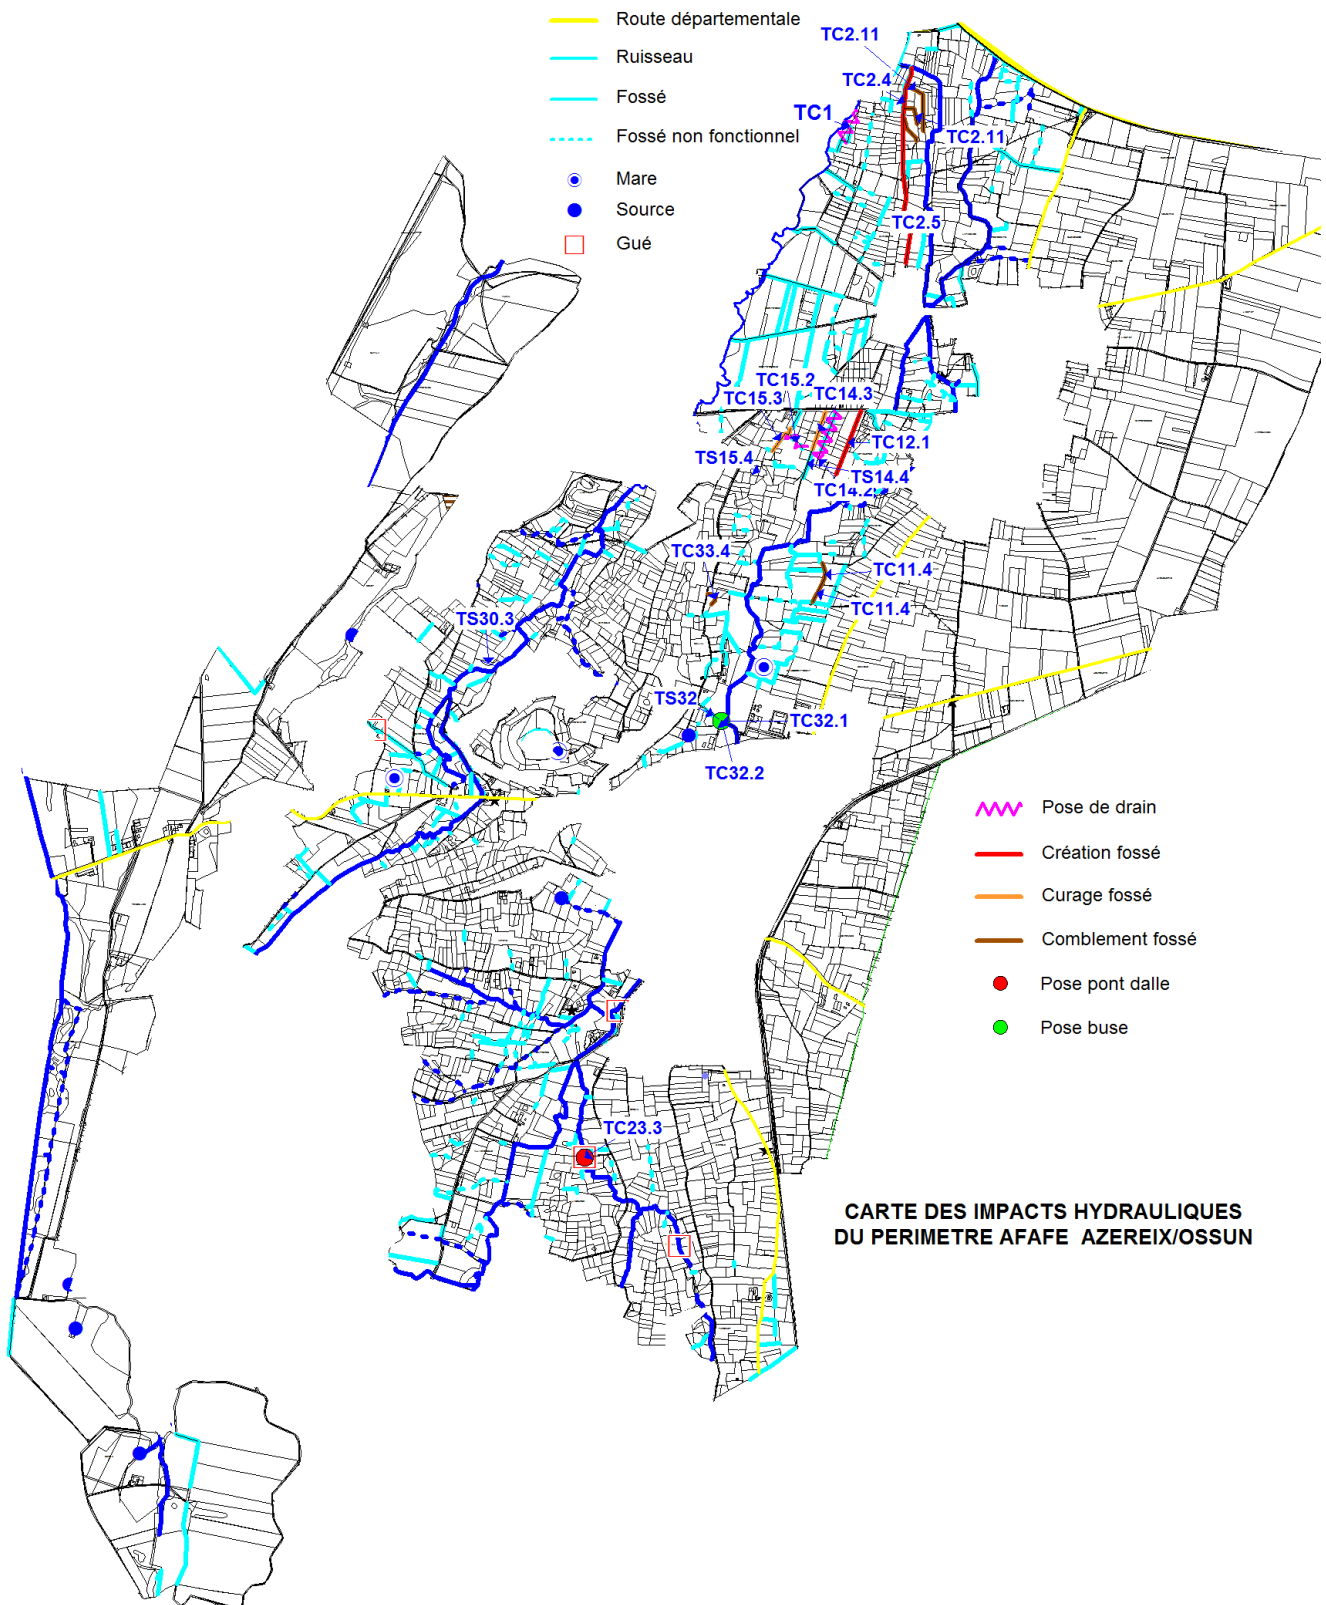 Route départementale
Ruisseau
Fossé
Fossé non fonctionnel
Mare
Source
Gué
TC2.11
TC2.4
TC1
TC2.11
TC2.5
TC15.2
TC15.3
TC14.3
TC12.1
TS15.4
TS14.4
TC14.2
TC33.4
TC11.4
TC11.4
TS30.3
TS32
TC32.1
TC32.2
Pose de drain
Création fossé
Curage fossé
Comblement fossé
Pose pont dalle
Pose buse
TC23.3
CARTE DES IMPACTS HYDRAULIQUES
DU PERIMETRE AFAFE AZEREIX/OSSUN